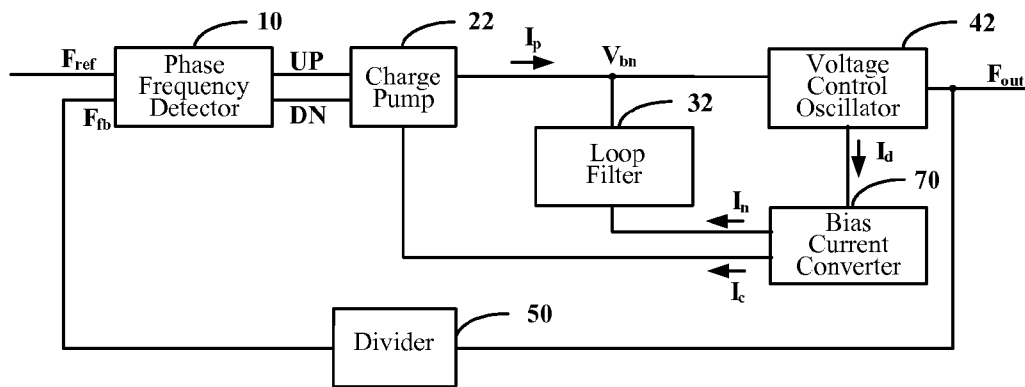 10
22
42
F_ref
Phase
Frequency
Detector
UP
DN
F_fb
Charge
Pump
I_p
V_bn
Voltage
Control
Oscillator
F_out
32
Loop
Filter
I_d
70
I_n
Bias
Current
Converter
I_c
50
Divider